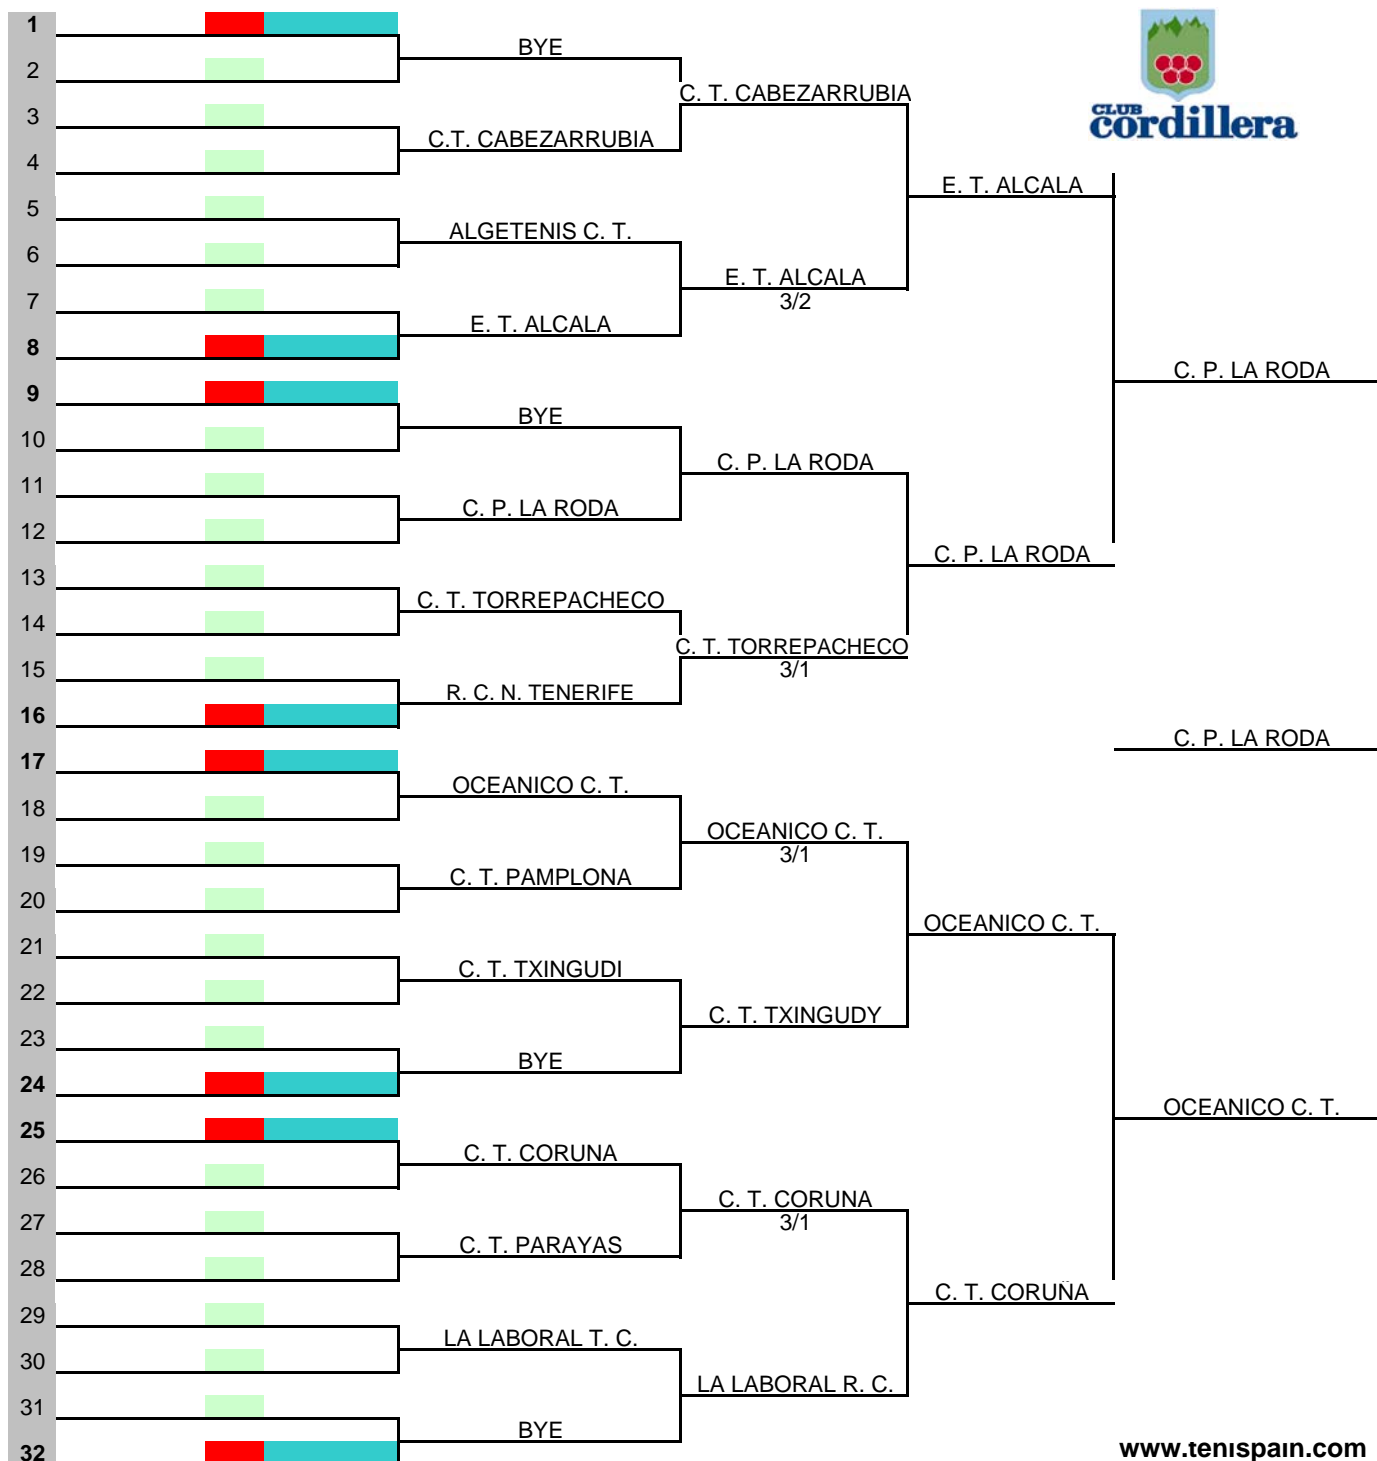 1
BYE
2
C. T. CABEZARRUBIA
3
C.T. CABEZARRUBIA
4
E. T. ALCALA
5
ALGETENIS C. T.
6
E. T. ALCALA
3/2
7
E. T. ALCALA
8
C. P. LA RODA
9
BYE
10
C. P. LA RODA
11
C. P. LA RODA
12
C. P. LA RODA
13
C. T. TORREPACHECO
14
C. T. TORREPACHECO
3/1
15
R. C. N. TENERIFE
16
C. P. LA RODA
17
OCEANICO C. T.
18
OCEANICO C. T.
3/1
19
C. T. PAMPLONA
20
OCEANICO C. T.
21
C. T. TXINGUDI
22
C. T. TXINGUDY
23
BYE
24
OCEANICO C. T.
25
C. T. CORUNA
26
C. T. CORUNA
3/1
27
C. T. PARAYAS
28
C. T. CORUÑA
29
LA LABORAL T. C.
30
LA LABORAL R. C.
31
BYE
32
CLUB
cordillera
www.tenispain.com